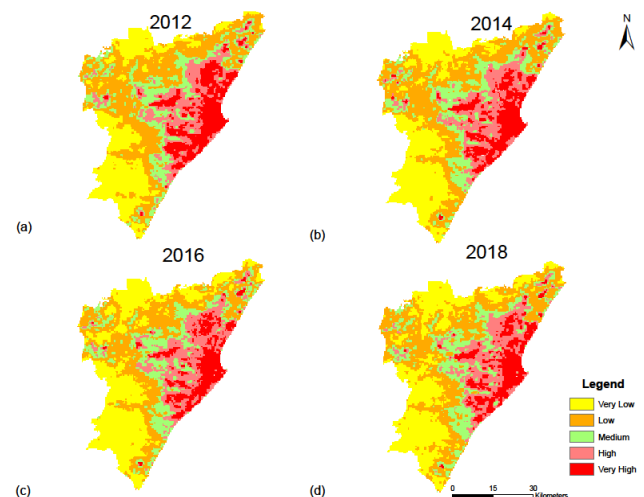 2012
2014
N
(a)
(b)
2016
2018
Legend
Very Low
Low
Medium
High
Very High
(c)
(d)
0 15 30
Kilometers